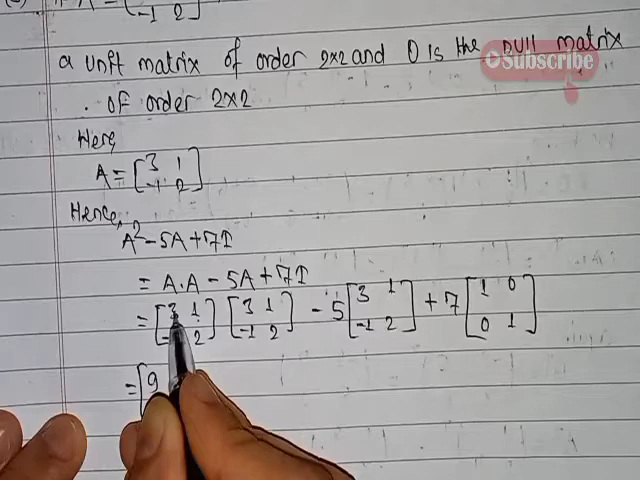 A = [
-1 2
a unit matrix of order 2x2 and O is the null matrix
Subscribe
. of order 2x2
Here,
A = [3 1
-1 2]
Hence,
A² - 5A + 7I
= A.A - 5A + 7I
= [3 1 [3 1 - 5 [3 1 + 7 [1 0
2] -1 2] -1 2] 0 1]
= [9